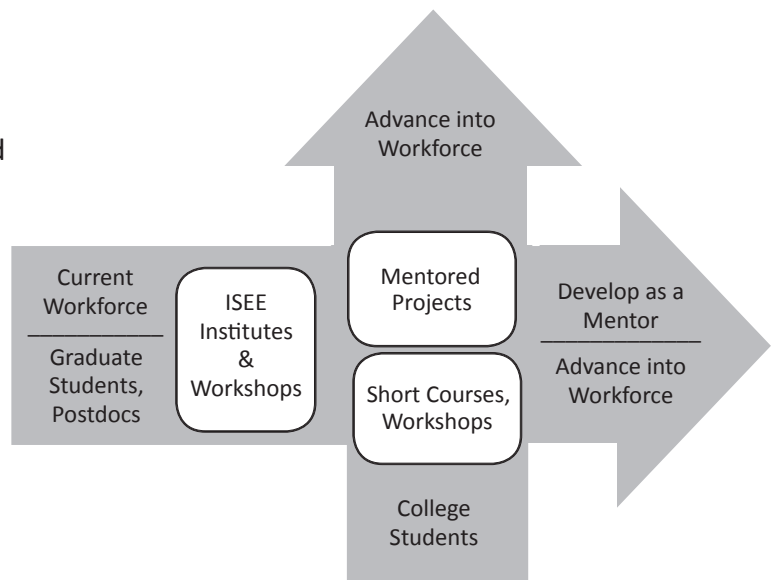 Advance into
Workforce
Current
Workforce
Graduate
Students,
Postdocs
ISEE
Institutes
&
Workshops
Mentored
Projects
Short Courses,
Workshops
Develop as a
Mentor
Advance into
Workforce
College
Students